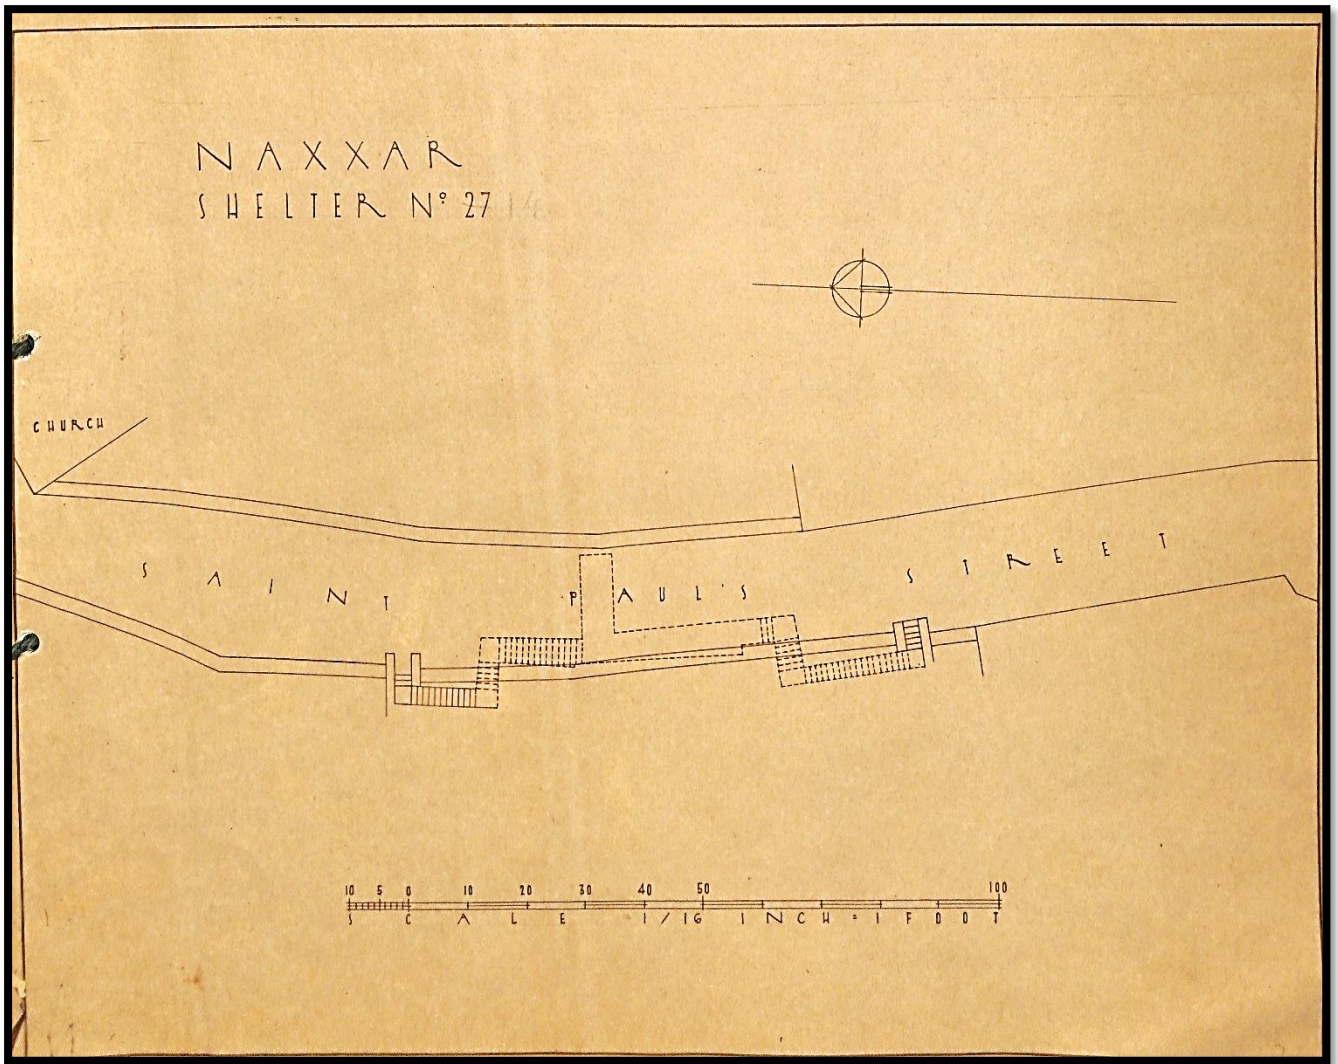 NAXXAR
SHELTER Nº 27
CHURCH
SAINT PAUL'S STREET
10 5 0 10 20 30 40 50 100
SCALE 1/16 INCH = 1 FOOT